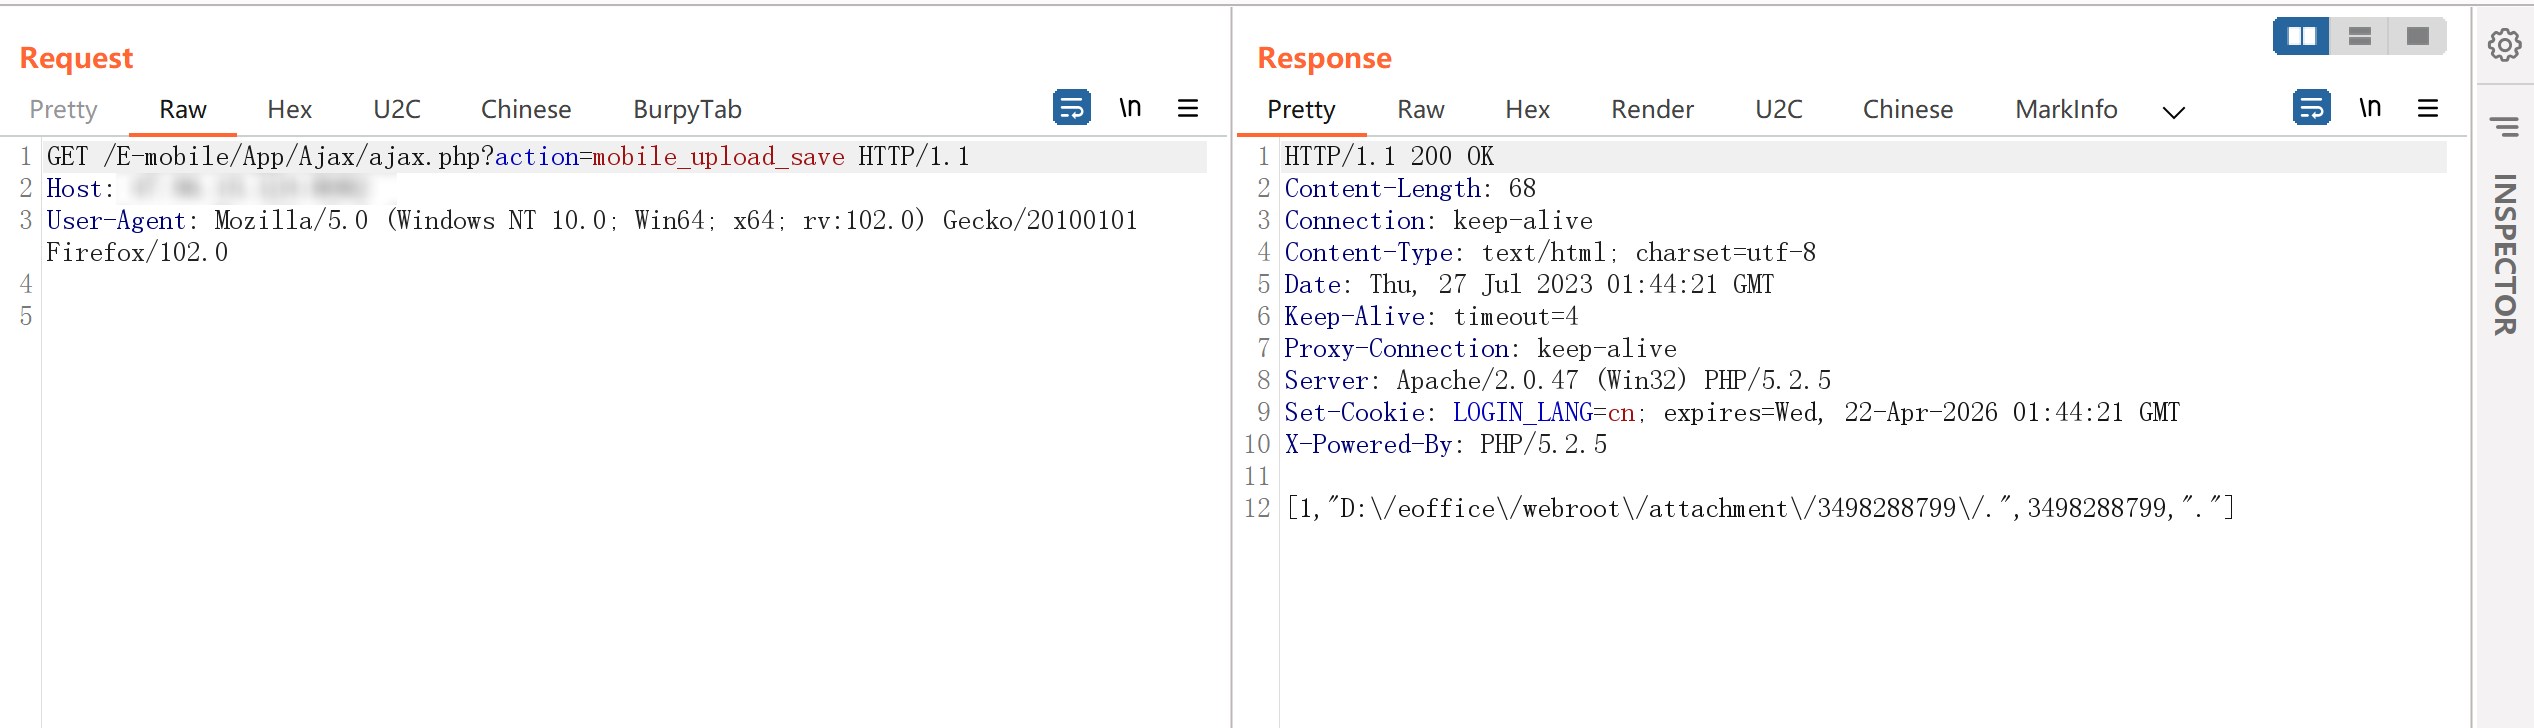 Request
Pretty Raw Hex U2C Chinese BurpyTab \n
1 GET /E-mobile/App/Ajax/ajax.php?action=mobile_upload_save HTTP/1.1
2 Host:
3 User-Agent: Mozilla/5.0 (Windows NT 10.0; Win64; x64; rv:102.0) Gecko/20100101
Firefox/102.0
4
5
Response
Pretty Raw Hex Render U2C Chinese MarkInfo \n
1 HTTP/1.1 200 OK
2 Content-Length: 68
3 Connection: keep-alive
4 Content-Type: text/html; charset=utf-8
5 Date: Thu, 27 Jul 2023 01:44:21 GMT
6 Keep-Alive: timeout=4
7 Proxy-Connection: keep-alive
8 Server: Apache/2.0.47 (Win32) PHP/5.2.5
9 Set-Cookie: LOGIN_LANG=cn; expires=Wed, 22-Apr-2026 01:44:21 GMT
10 X-Powered-By: PHP/5.2.5
11
12 [1,"D:\/eoffice\/webroot\/attachment\/3498288799\/.",3498288799,"."]
INSPECTOR